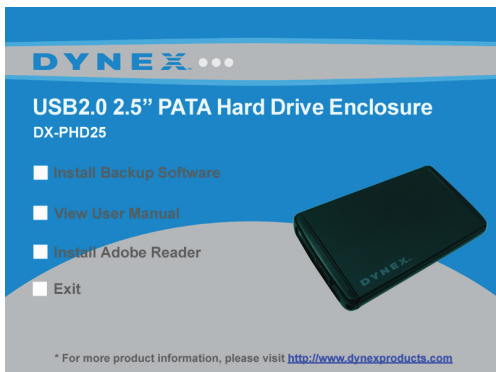 DYNEX
USB2.0 2.5” PATA Hard Drive Enclosure
DX-PHD25
Install Backup Software
View User Manual
Install Adobe Reader
Exit
DYNEX
* For more product information, please visit http://www.dynexproducts.com